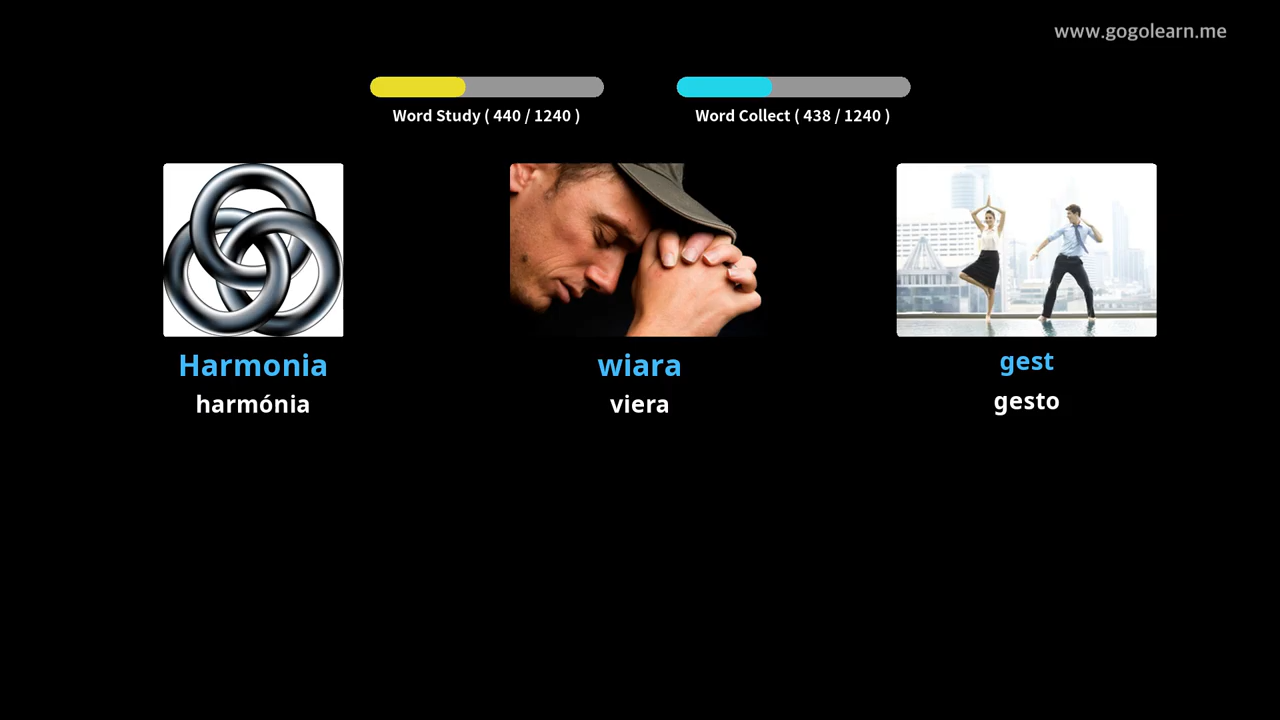 www.gogolearn.me
Word Study ( 440 / 1240 )
Word Collect ( 438 / 1240 )
Harmonia
harmónia
wiara
viera
gest
gesto